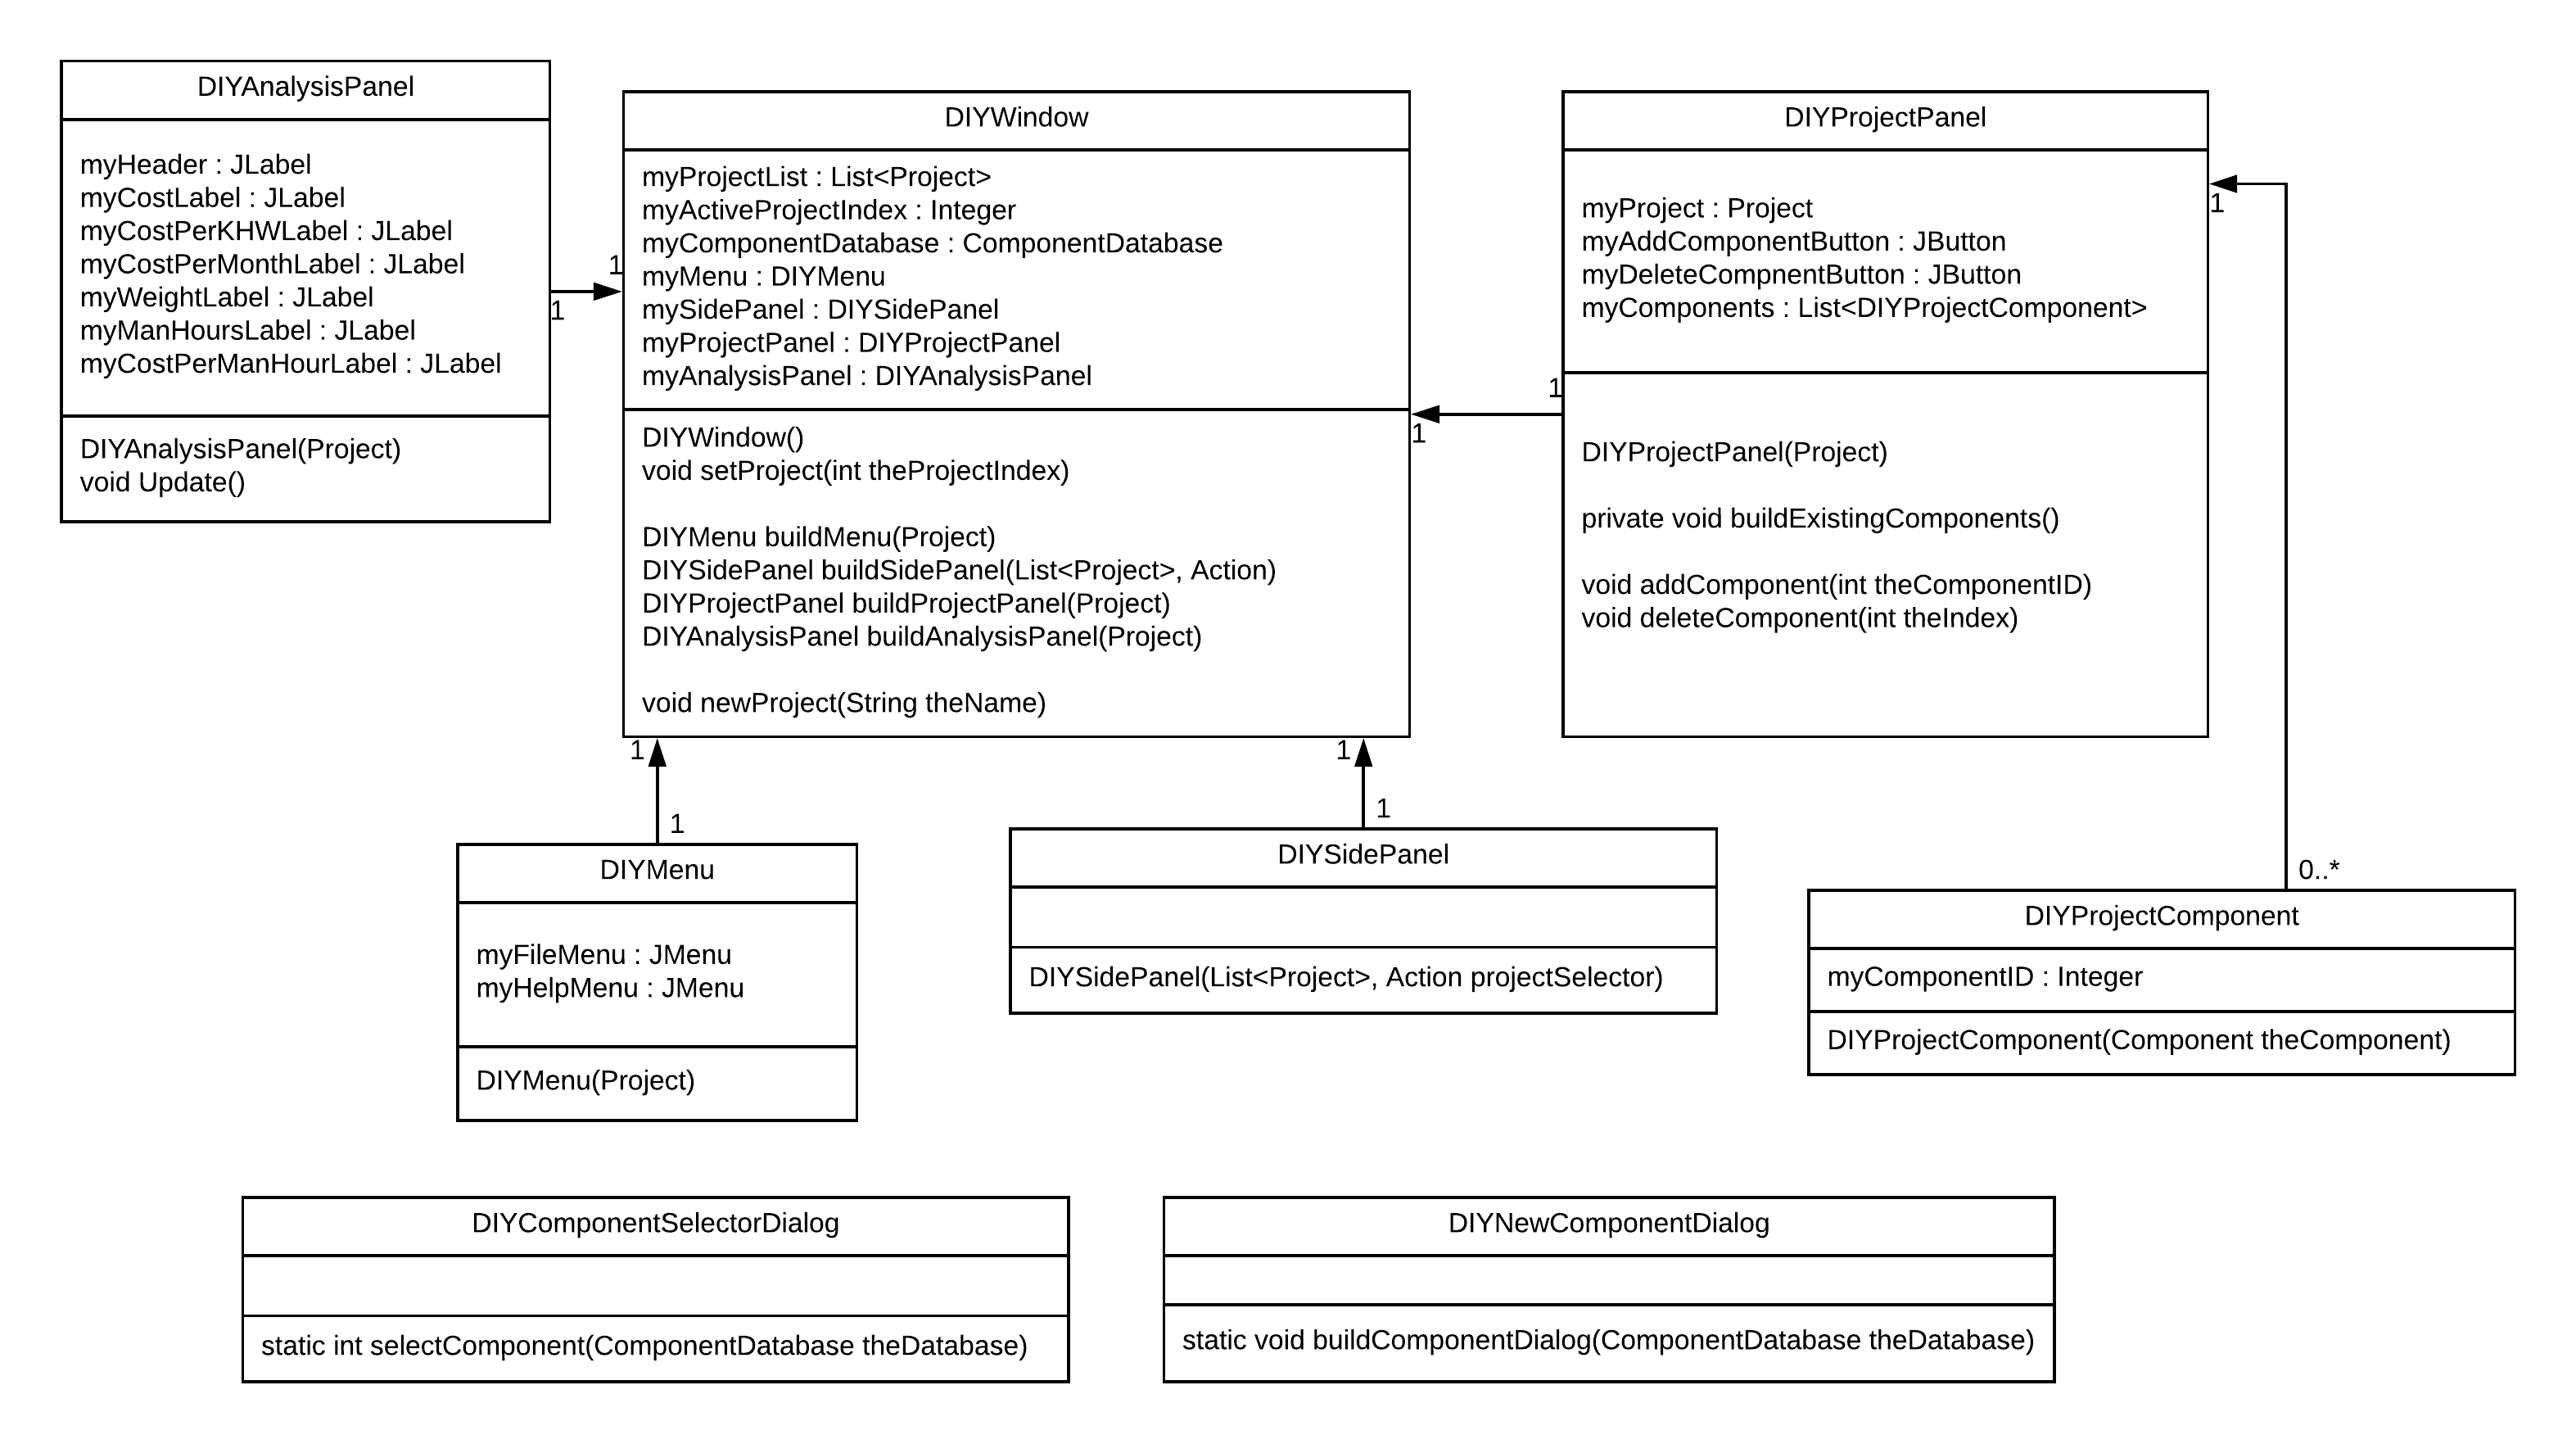 DIYAnalysisPanel
myHeader : JLabel
myCostLabel : JLabel
myCostPerKHWLabel : JLabel
myCostPerMonthLabel : JLabel
myWeightLabel : JLabel
myManHoursLabel : JLabel
myCostPerManHourLabel : JLabel
DIYAnalysisPanel(Project)
void Update()
1
1
DIYWindow
myProjectList : List<Project>
myActiveProjectIndex : Integer
myComponentDatabase : ComponentDatabase
myMenu : DIYMenu
mySidePanel : DIYSidePanel
myProjectPanel : DIYProjectPanel
myAnalysisPanel : DIYAnalysisPanel
DIYWindow()
void setProject(int theProjectIndex)
DIYMenu buildMenu(Project)
DIYSidePanel buildSidePanel(List<Project>, Action)
DIYProjectPanel buildProjectPanel(Project)
DIYAnalysisPanel buildAnalysisPanel(Project)
void newProject(String theName)
1
1
DIYProjectPanel
myProject : Project
myAddComponentButton : JButton
myDeleteCompnentButton : JButton
myComponents : List<DIYProjectComponent>
DIYProjectPanel(Project)
private void buildExistingComponents()
void addComponent(int theComponentID)
void deleteComponent(int theIndex)
1
1
1
1
1
0..*
DIYMenu
myFileMenu : JMenu
myHelpMenu : JMenu
DIYMenu(Project)
DIYSidePanel
DIYSidePanel(List<Project>, Action projectSelector)
DIYProjectComponent
myComponentID : Integer
DIYProjectComponent(Component theComponent)
DIYComponentSelectorDialog
static int selectComponent(ComponentDatabase theDatabase)
DIYNewComponentDialog
static void buildComponentDialog(ComponentDatabase theDatabase)